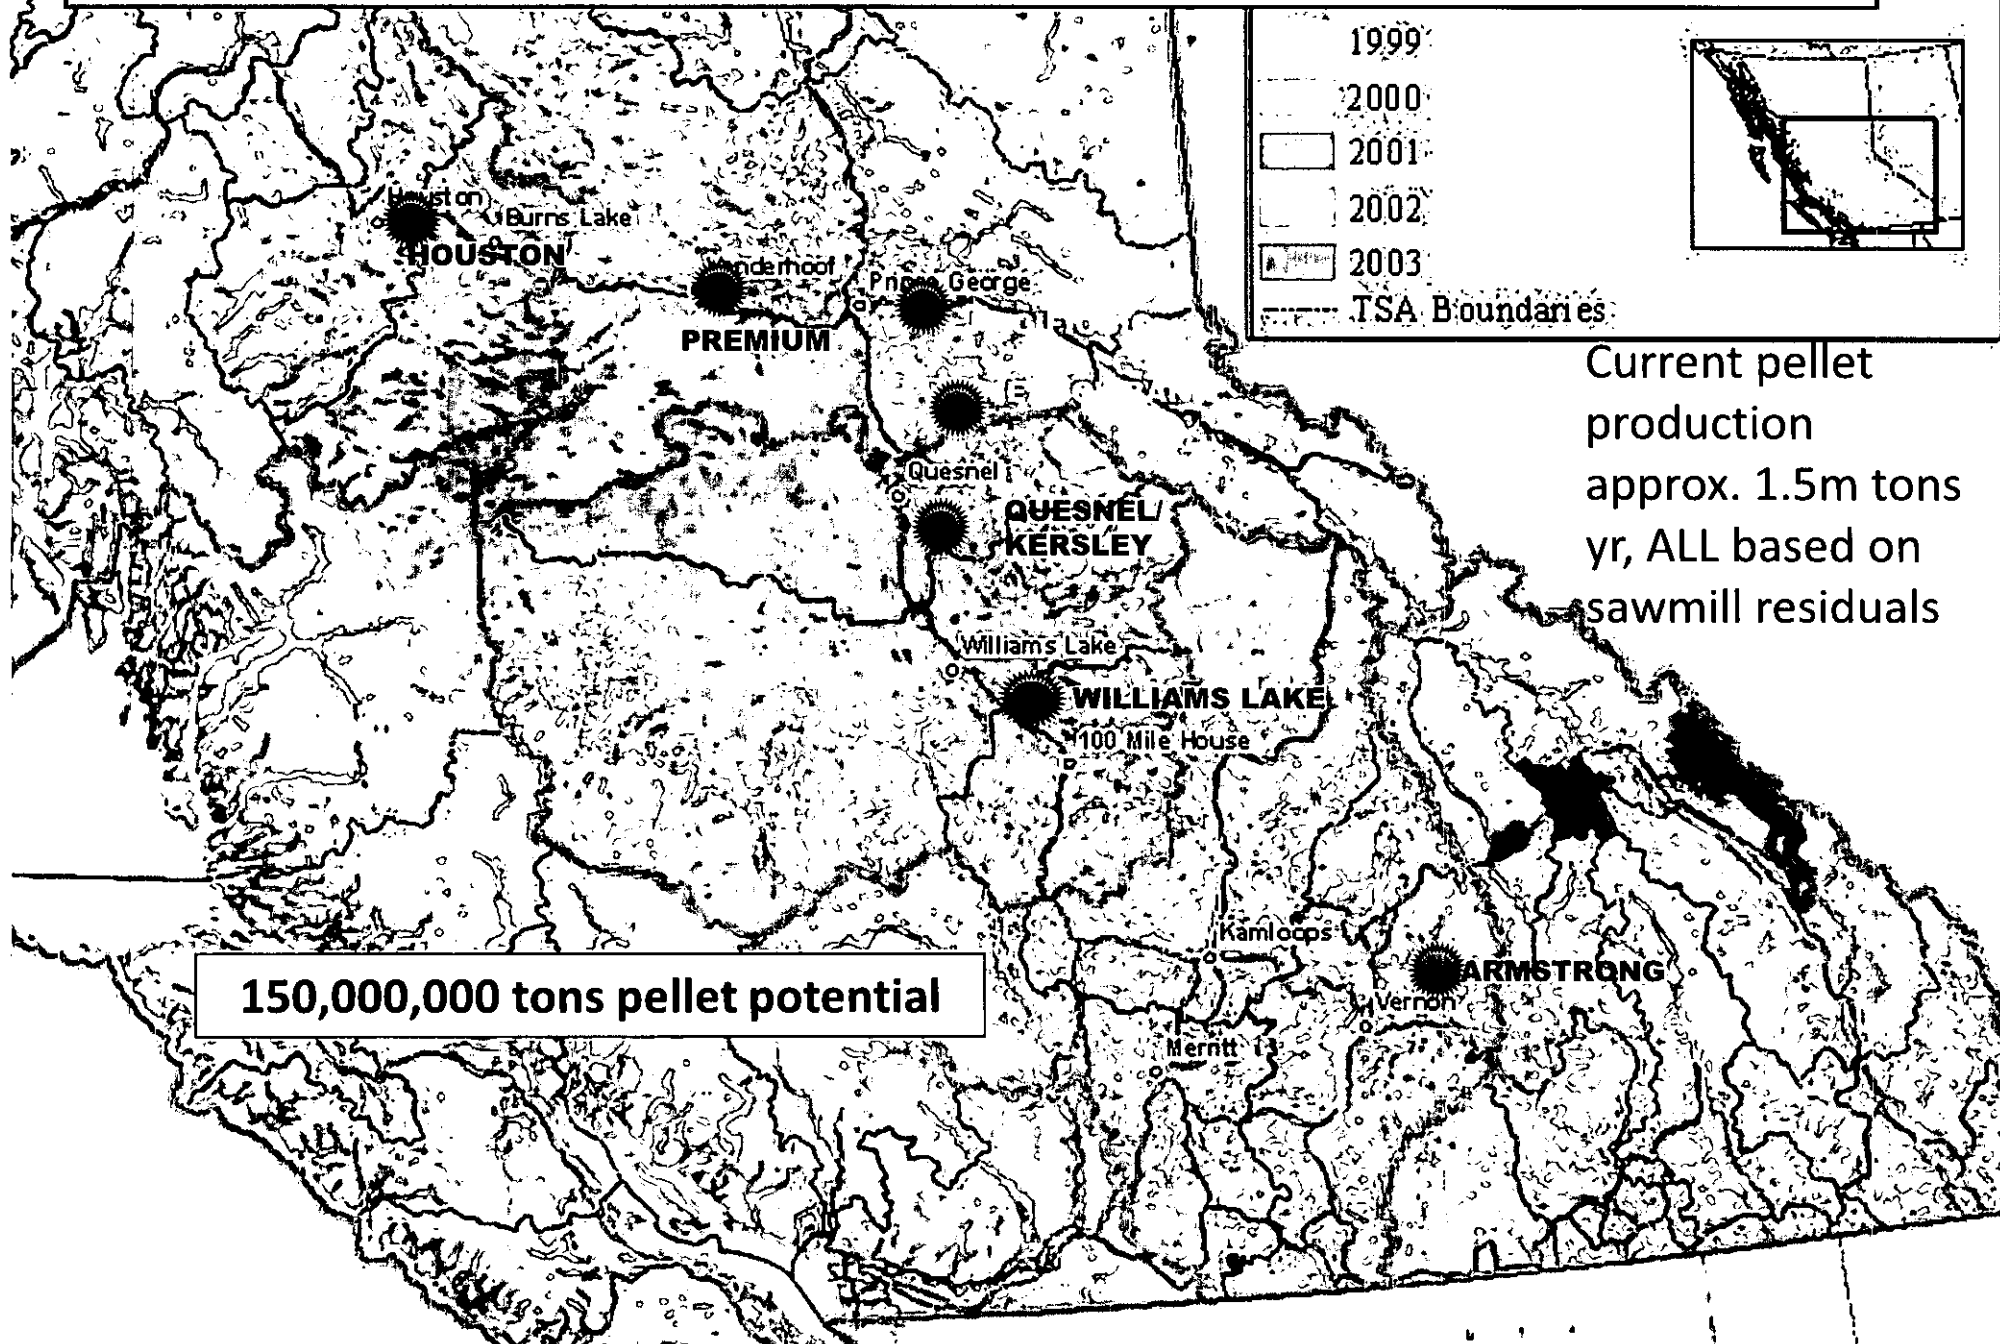 1999
2000
2001
2002
2003
TSA Boundaries
Houston
Burns Lake
HOUSTON
Vanderhoof
Prince George
PREMIUM
Current pellet
production
approx. 1.5m tons
yr, ALL based on
sawmill residuals
Quesnel
QUESNEL/
KERSLEY
Williams Lake
WILLIAMS LAKE
100 Mile House
Kamloops
ARMSTRONG
Vernon
150,000,000 tons pellet potential
Merritt